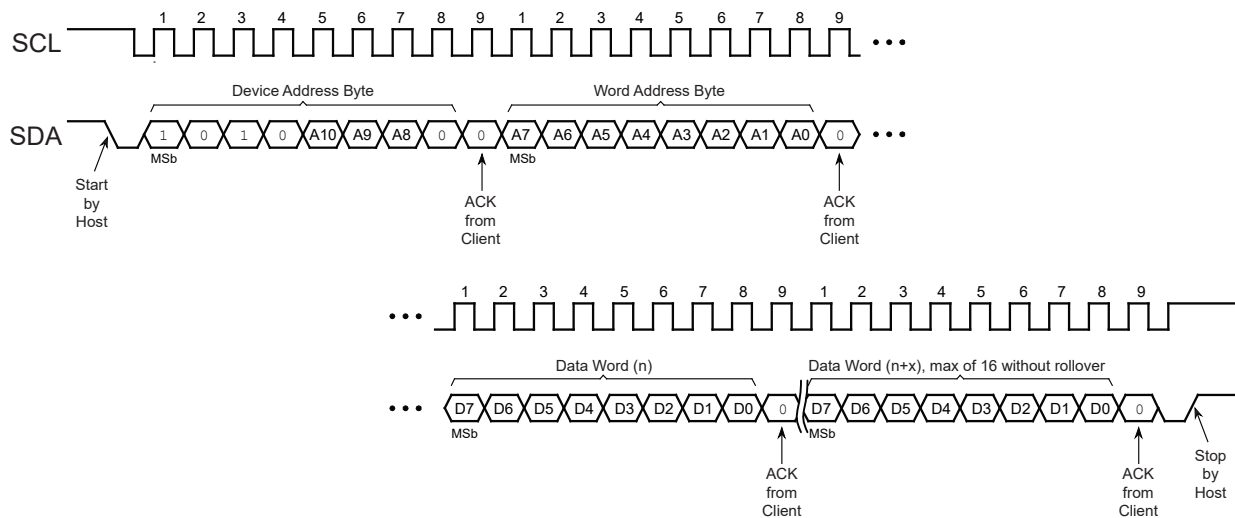 1 2 3 4 5 6 7 8 9 1 2 3 4 5 6 7 8 9
SCL
Device Address Byte Word Address Byte
SDA 1 0 1 0 A10 A9 A8 0 0 A7 A6 A5 A4 A3 A2 A1 A0 0
MSb MSb
Start
by
Host
ACK
from
Client
ACK
from
Client
1 2 3 4 5 6 7 8 9 1 2 3 4 5 6 7 8 9
Data Word (n) Data Word (n+x), max of 16 without rollover
D7 D6 D5 D4 D3 D2 D1 D0 0 D7 D6 D5 D4 D3 D2 D1 D0 0
MSb MSb
ACK
from
Client
ACK
from
Client
Stop
by
Host